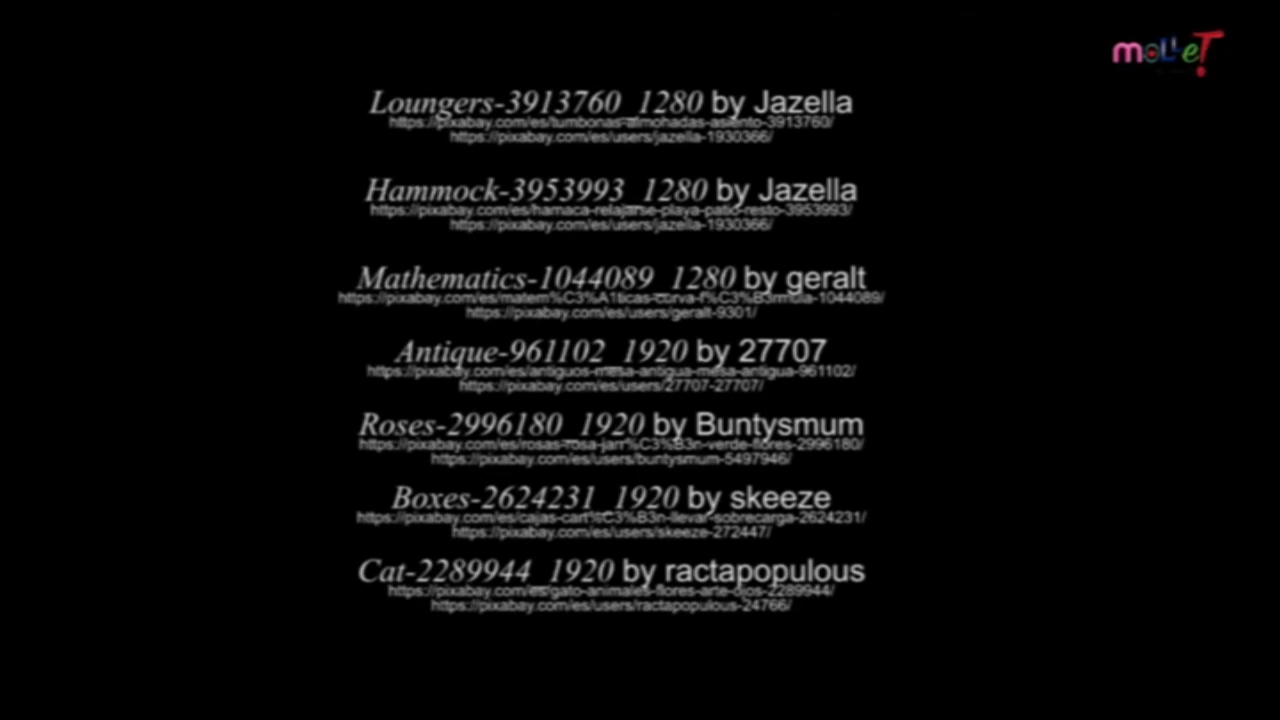 molleT
Loungers-3913760_1280 by Jazella
https://pixabay.com/es/tumbonas-almohadas-asiento-3913760/
https://pixabay.com/es/users/jazella-1930366/
Hammock-3953993_1280 by Jazella
https://pixabay.com/es/hamaca-relajarse-playa-patio-resto-3953993/
https://pixabay.com/es/users/jazella-1930366/
Mathematics-1044089_1280 by geralt
https://pixabay.com/es/matem%C3%A1ticas-curva-f%C3%B3rmula-1044089/
https://pixabay.com/es/users/geralt-9301/
Antique-961102_1920 by 27707
https://pixabay.com/es/antiguos-mesa-antigua-mesa-antigua-961102/
https://pixabay.com/es/users/27707-27707/
Roses-2996180_1920 by Buntysmum
https://pixabay.com/es/rosas-rosa-jarr%C3%B3n-verde-flores-2996180/
https://pixabay.com/es/users/buntysmum-5497946/
Boxes-2624231_1920 by skeeze
https://pixabay.com/es/cajas-cart%C3%B3n-llevar-sobrecarga-2624231/
https://pixabay.com/es/users/skeeze-272447/
Cat-2289944_1920 by ractapopulous
https://pixabay.com/es/gato-animales-flores-arte-ojos-2289944/
https://pixabay.com/es/users/ractapopulous-24766/